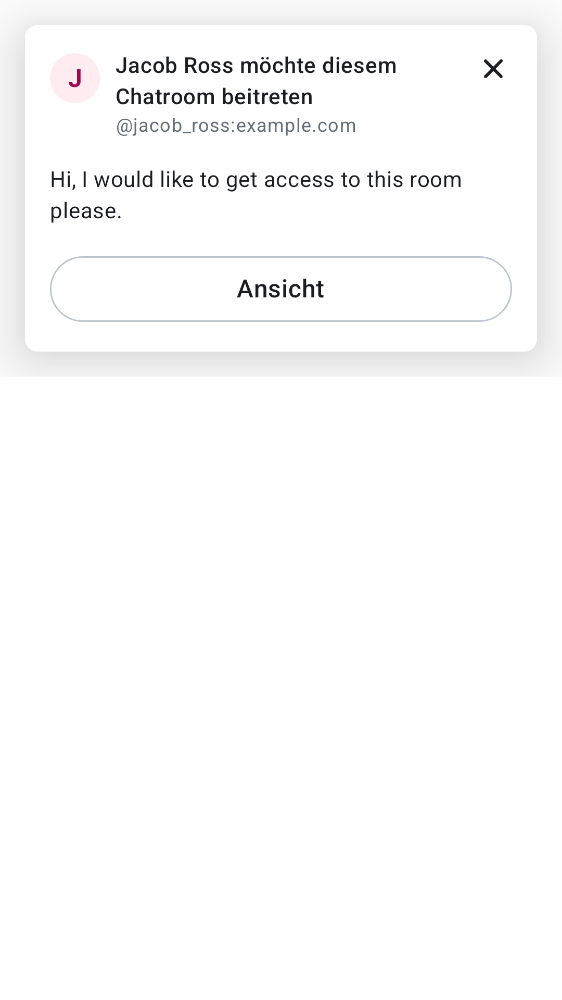 J
Jacob Ross möchte diesem
Chatroom beitreten
@jacob_ross:example.com
Hi, I would like to get access to this room
please.
Ansicht